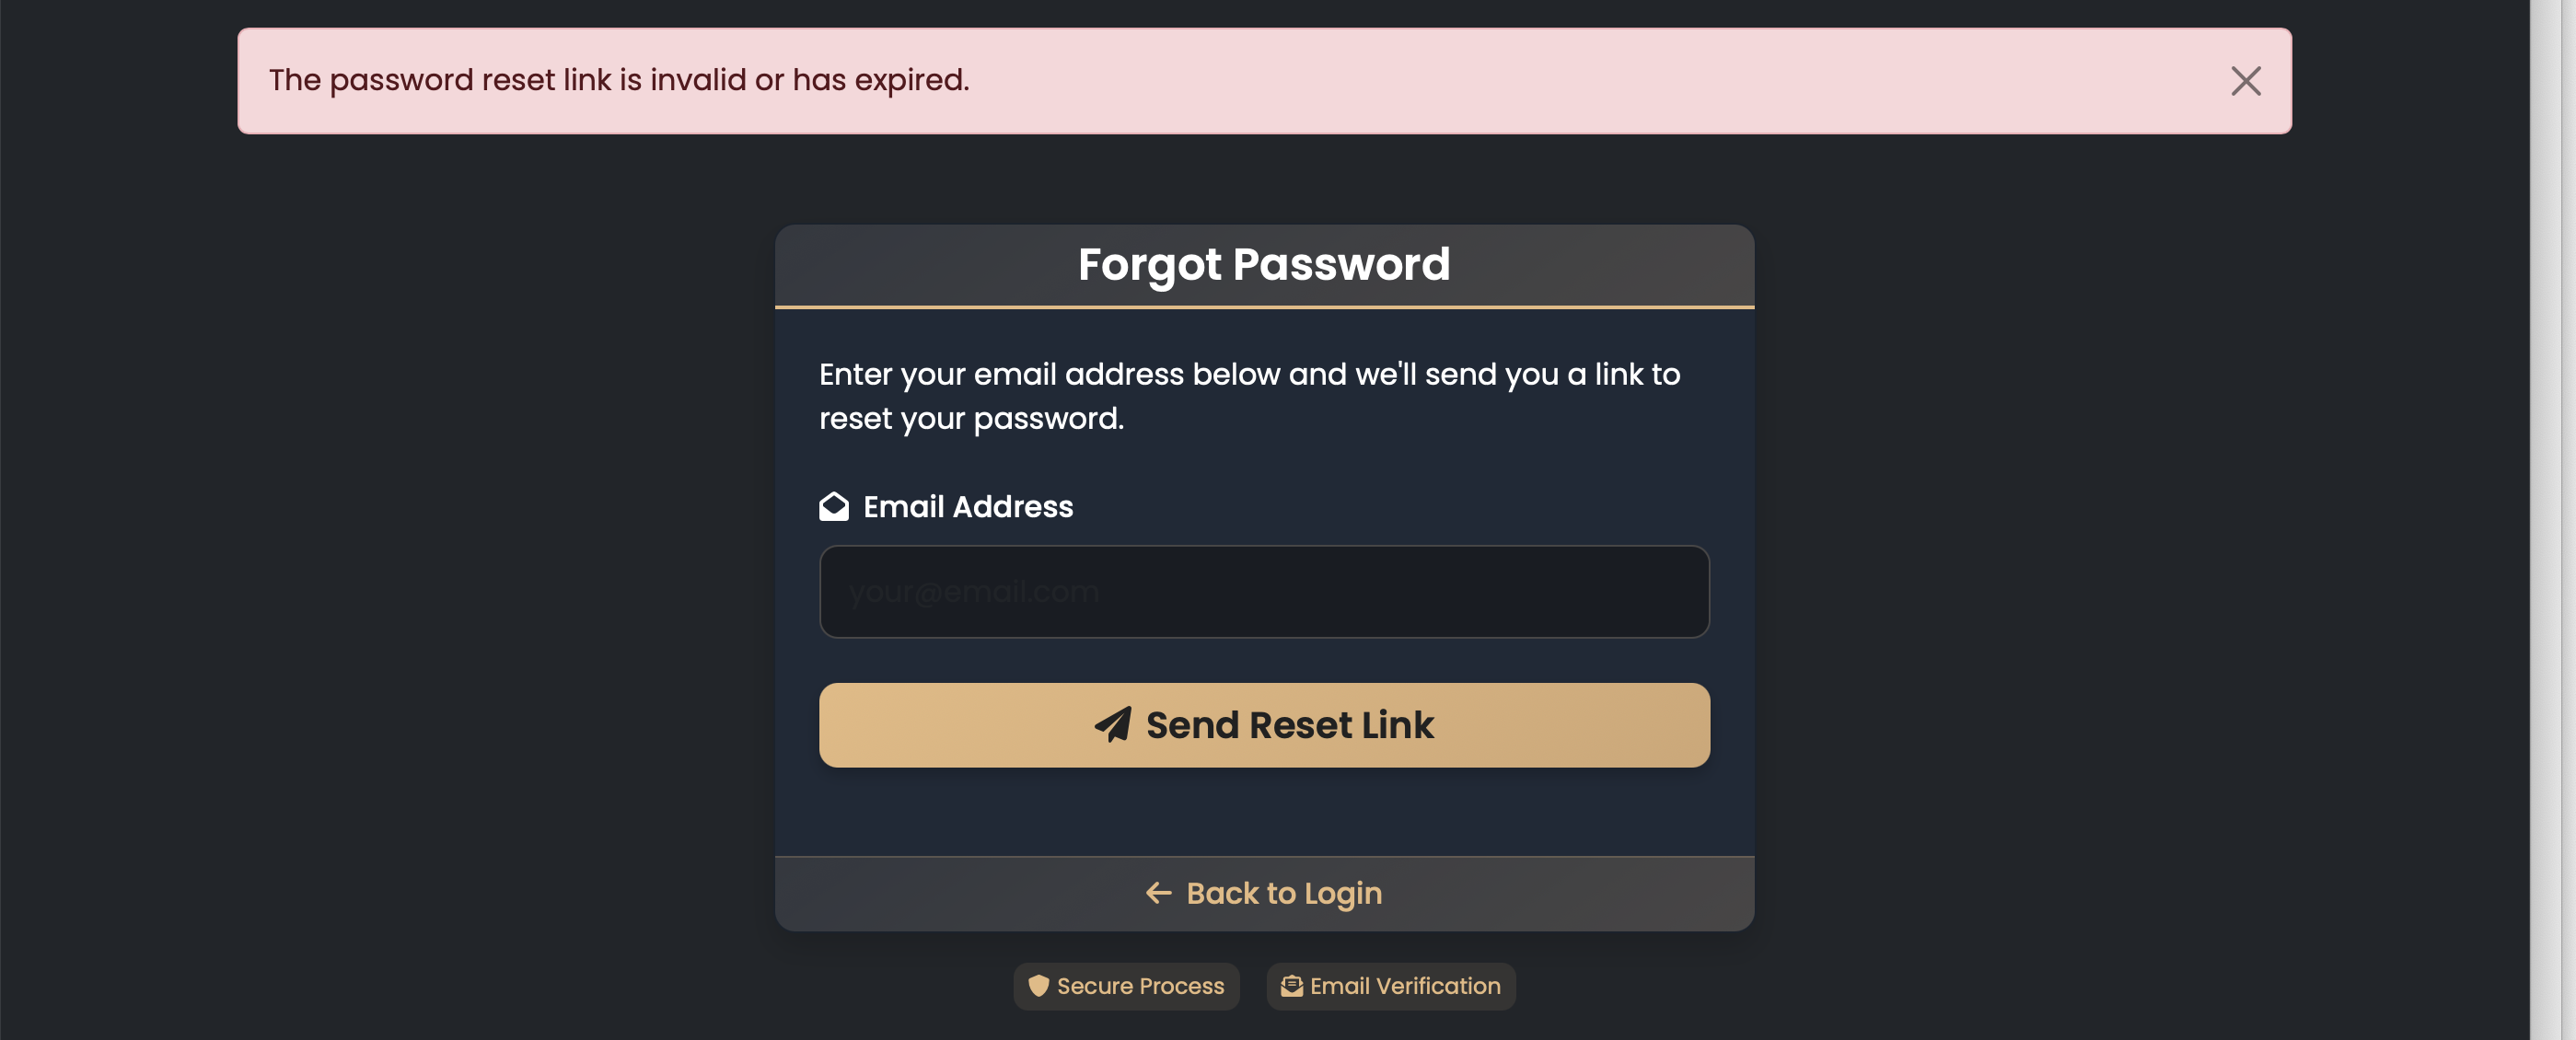 The password reset link is invalid or has expired.
Forgot Password
Enter your email address below and we'll send you a link to
reset your password.
Email Address
your@email.com
Send Reset Link
Back to Login
Secure Process
Email Verification